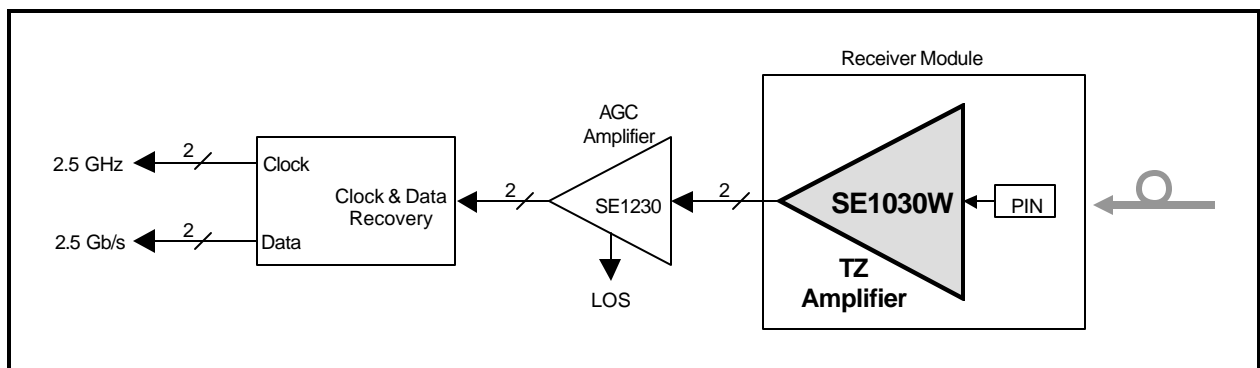 Receiver Module
AGC
Amplifier
2.5 GHz
2
Clock
Clock & Data
Recovery
2
SE1230
2
SE1030W
PIN
2.5 Gb/s
2
Data
LOS
TZ
Amplifier